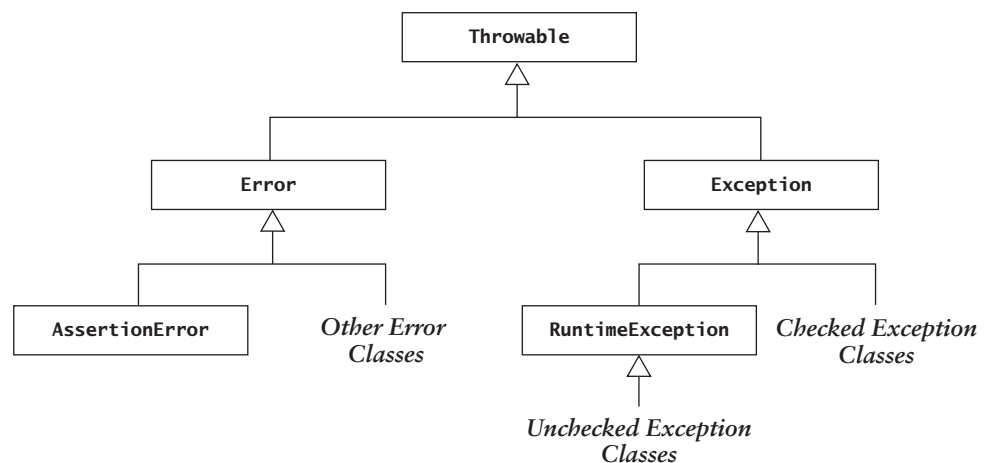 Throwable
Error
Exception
AssertionError
Other Error
Classes
RuntimeException
Checked Exception
Classes
Unchecked Exception
Classes